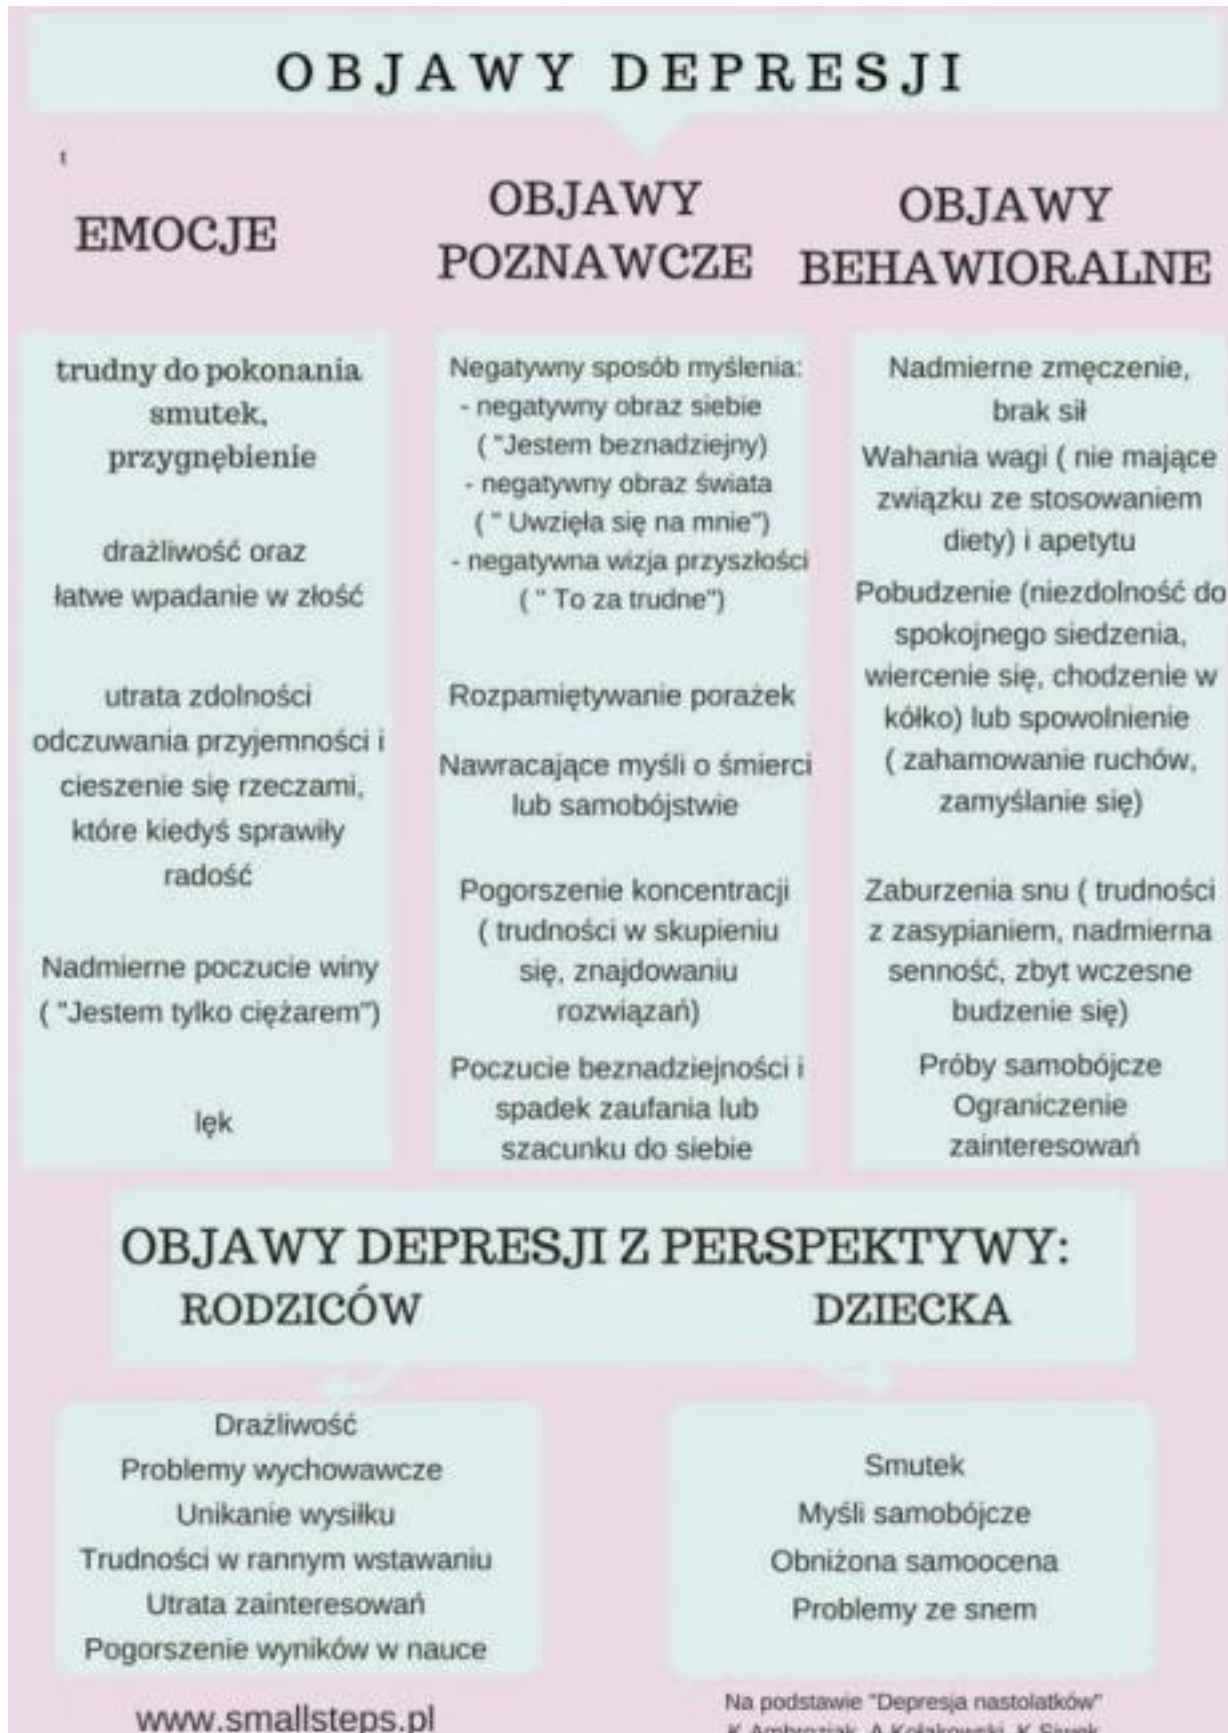 OBJAWY DEPRESJI
t
EMOCJE
trudny do pokonania
smutek,
przygnębienie
drażliwość oraz
łatwe wpadanie w złość
utrata zdolności
odczuwania przyjemności i
cieszenie się rzeczami,
które kiedyś sprawiły
radość
Nadmierne poczucie winy
( "Jestem tylko ciężarem")
lęk
OBJAWY
POZNAWCZE
Negatywny sposób myślenia:
- negatywny obraz siebie
( "Jestem beznadziejny)
- negatywny obraz świata
( " Uwzięła się na mnie")
- negatywna wizja przyszłości
( " To za trudne")
Rozpamiętywanie porażek
Nawracające myśli o śmierci
lub samobójstwie
Pogorszenie koncentracji
( trudności w skupieniu
się, znajdowaniu
rozwiązań)
Poczucie beznadziejności i
spadek zaufania lub
szacunku do siebie
OBJAWY
BEHAWIORALNE
Nadmierne zmęczenie,
brak sił
Wahania wagi ( nie mające
związku ze stosowaniem
diety) i apetytu
Pobudzenie (niezdolność do
spokojnego siedzenia,
wiercenie się, chodzenie w
kółko) lub spowolnienie
( zahamowanie ruchów,
zamyślanie się)
Zaburzenia snu ( trudności
z zasypianiem, nadmierna
senność, zbyt wczesne
budzenie się)
Próby samobójcze
Ograniczenie
zainteresowań
OBJAWY DEPRESJI Z PERSPEKTYWY:
RODZICÓW
Drażliwość
Problemy wychowawcze
Unikanie wysiłku
Trudności w rannym wstawaniu
Utrata zainteresowań
Pogorszenie wyników w nauce
DZIECKA
Smutek
Myśli samobójcze
Obniżona samoocena
Problemy ze snem
www.smallsteps.pl
Na podstawie "Depresja nastolatków"
K.Ambroziak, A.Kołakowski, K.Siwek